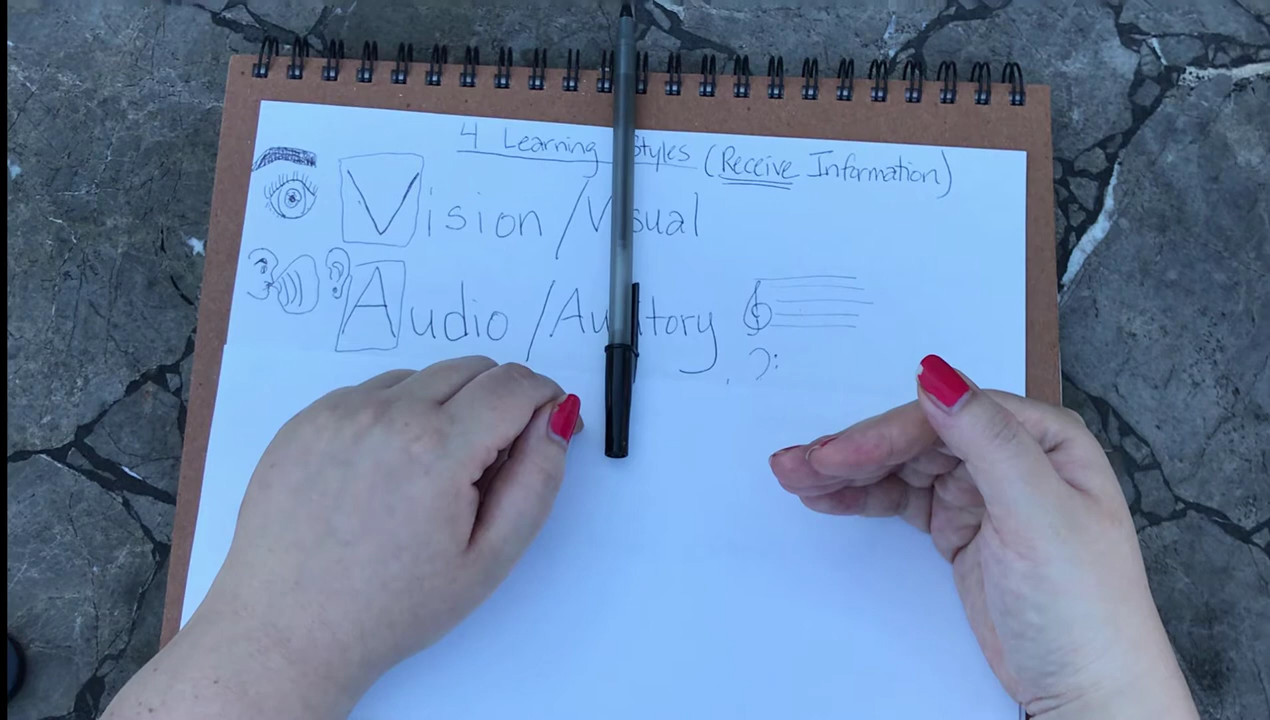 4 Learning Styles (Receive Information)
Vision / Visual
Audio / Auditory